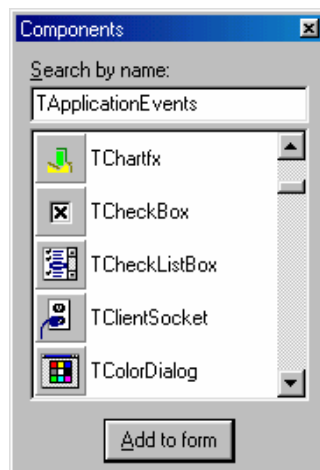 Components
Search by name:
TApplicationEvents
TChartfx
TCheckBox
TCheckListBox
TClientSocket
TColorDialog
Add to form